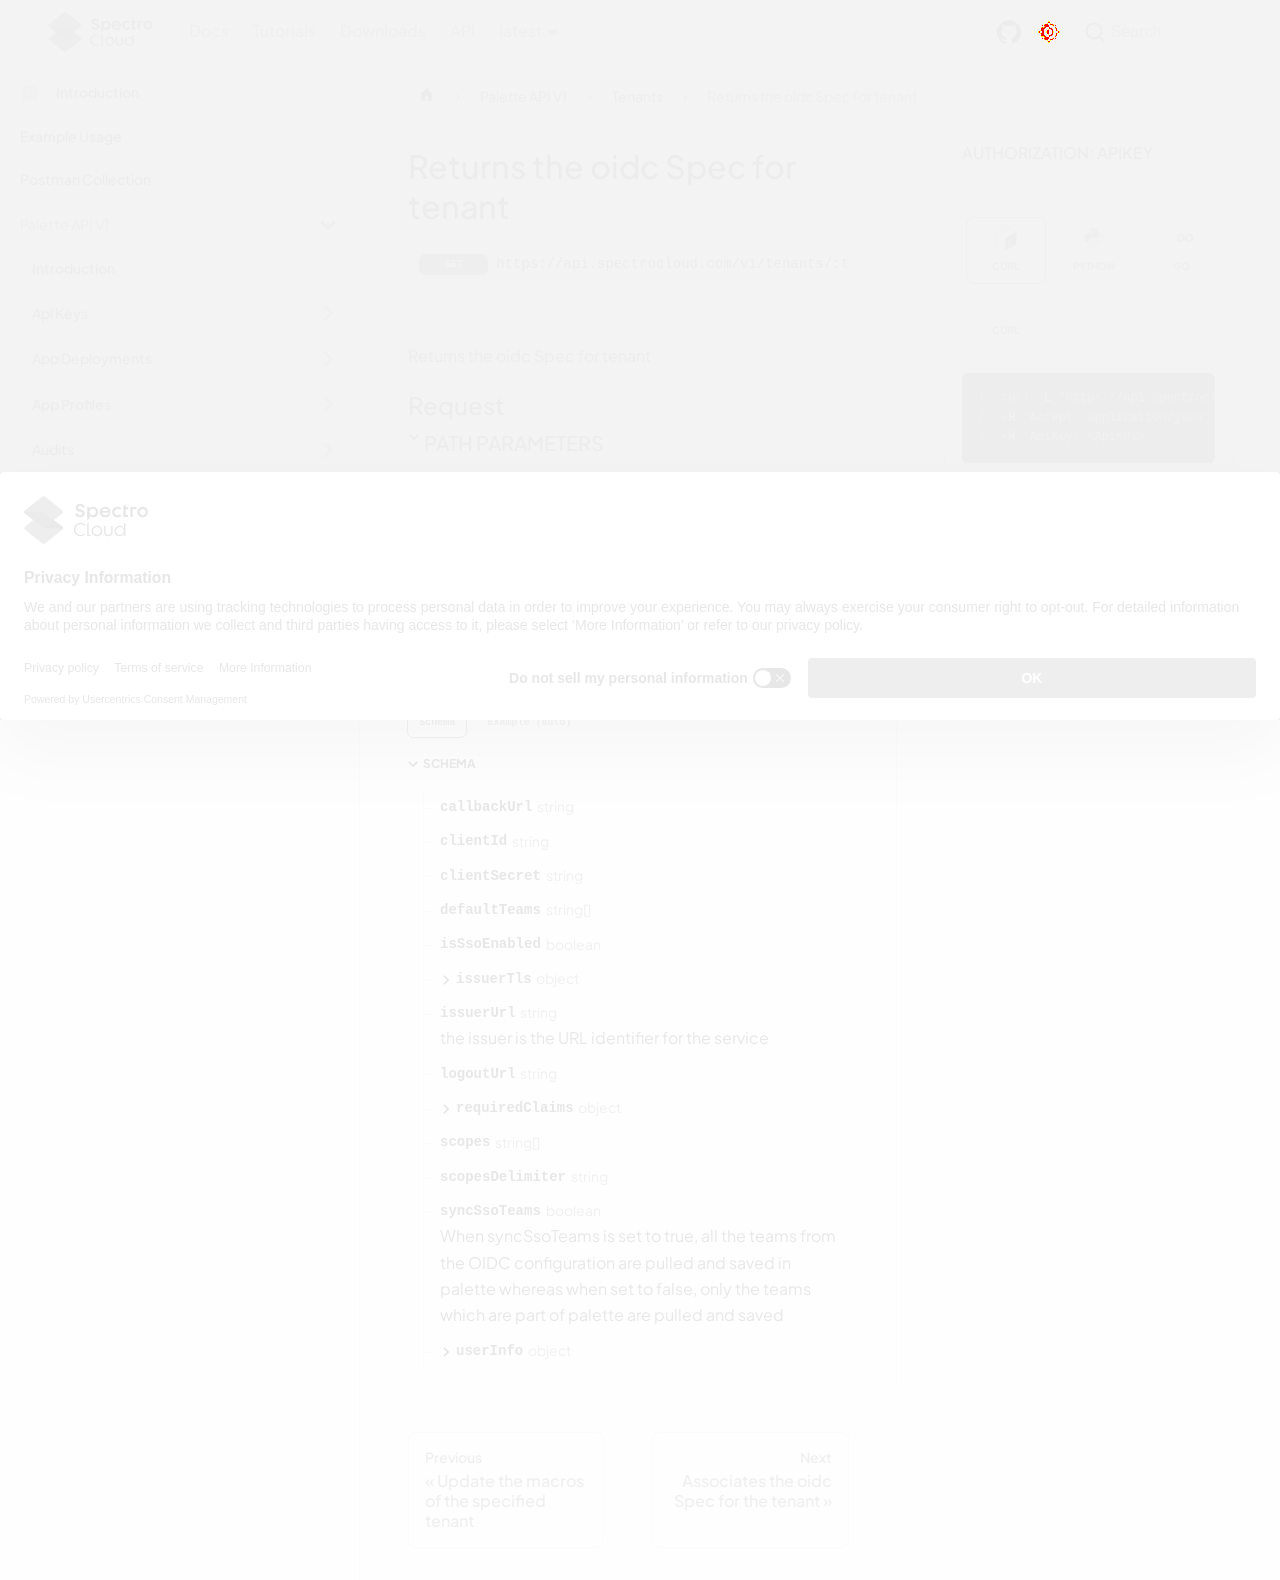 Spectro Cloud
Docs Tutorials Downloads API latest
Search
Introduction
Example Usage
Postman Collection
Palette API V1
Introduction
Api Keys
App Deployments
App Profiles
Audits
Palette API V1
Tenants
Returns the oidc Spec for tenant
Returns the oidc Spec for
tenant
GET https://api.spectrocloud.com/v1/tenants/:t
Returns the oidc Spec for tenant
Request
PATH PARAMETERS
AUTHORIZATION: APIKEY
CURL PYTHON GO
CURL
Spectro
Cloud
Privacy Information
We and our partners are using tracking technologies to process personal data in order to improve your experience. You may always exercise your consumer right to opt-out. For detailed information
about personal information we collect and third parties having access to it, please select ‘More Information’ or refer to our privacy policy.
Privacy policy Terms of service More Information
Powered by Usercentrics Consent Management
Do not sell my personal information
OK
Schema Example (auto)
SCHEMA
callbackUrl string
clientId string
clientSecret string
defaultTeams string[]
isSsoEnabled boolean
issuerTls object
issuerUrl string
the issuer is the URL identifier for the service
logoutUrl string
requiredClaims object
scopes string[]
scopesDelimiter string
syncSsoTeams boolean
When syncSsoTeams is set to true, all the teams from
the OIDC configuration are pulled and saved in
palette whereas when set to false, only the teams
which are part of palette are pulled and saved
userInfo object
Previous
« Update the macros
of the specified
tenant
Next
Associates the oidc
Spec for the tenant »